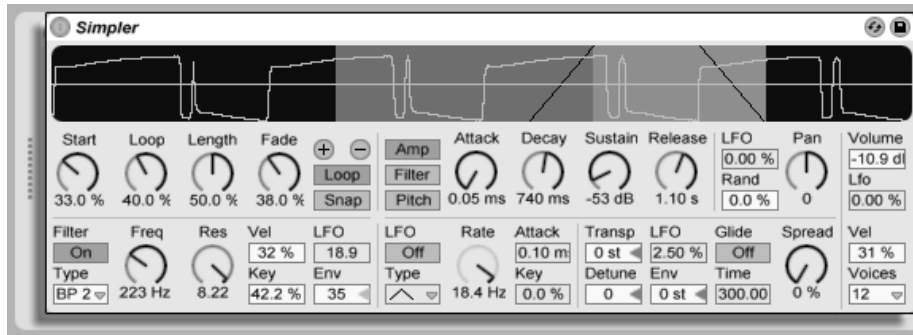 Simpler
Start Loop Length Fade + − Amp Attack Decay Sustain Release LFO Pan Volume
33.0 % 40.0 % 50.0 % 38.0 % Loop Filter 0.05 ms 740 ms -53 dB 1.10 s 0.00 % 0 -10.9 dl
Snap Pitch Rand Lfo
0.0 % 0.00 %
Filter Freq Res Vel LFO LFO Rate Attack Transp LFO Glide Spread Vel
On 32 % 18.9 Off 0.10 m 0 st 2.50 % Off 31 %
Type Key Env Type Key Detune Env Time Voices
BP 2 223 Hz 8.22 42.2 % 35 18.4 Hz 0.0 % 0 0 st 300.00 0 % 12